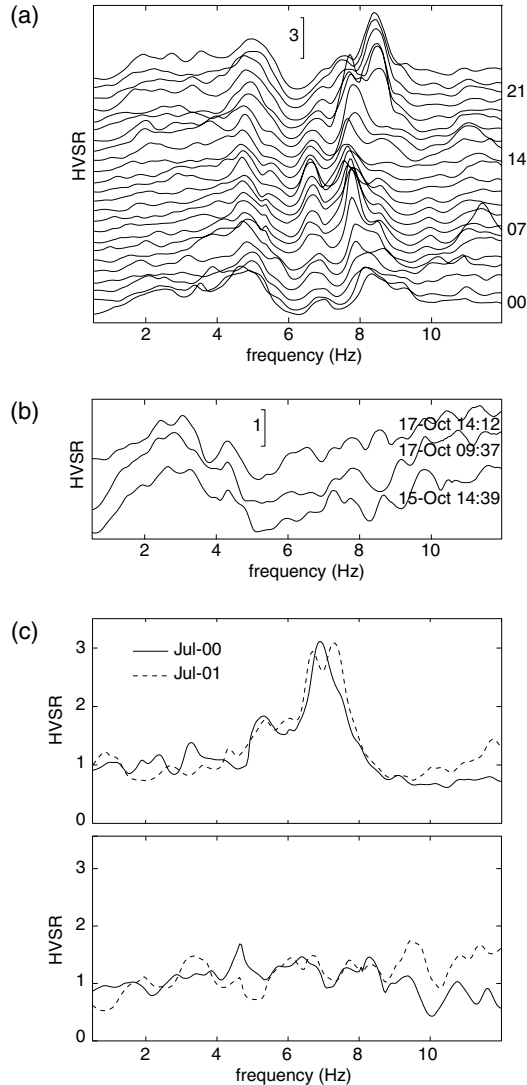 (a)
HVSR
3
21
14
07
00
2 4 6 8 10
frequency (Hz)
(b)
HVSR
1
17-Oct 14:12
17-Oct 09:37
15-Oct 14:39
2 4 6 8 10
frequency (Hz)
(c)
HVSR
3
2
1
0
Jul-00
Jul-01
HVSR
3
2
1
0
2 4 6 8 10
frequency (Hz)